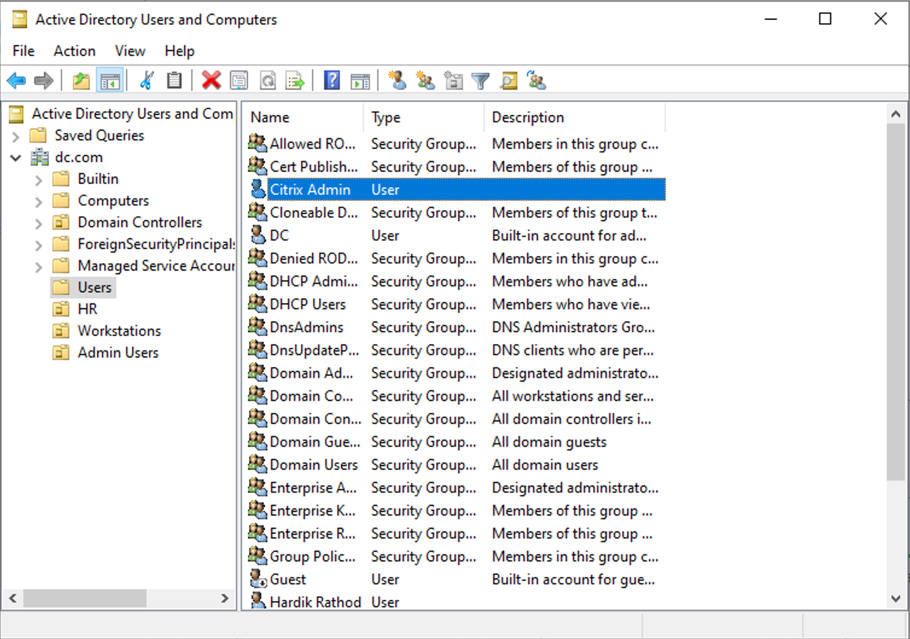 Active Directory Users and Computers
File Action View Help
Active Directory Users and Com
Saved Queries
dc.com
Builtin
Computers
Domain Controllers
ForeignSecurityPrincipals
Managed Service Accour
Users
HR
Workstations
Admin Users
Name Type Description
Allowed RO... Security Group... Members in this group c...
Cert Publish... Security Group... Members of this group ...
Citrix Admin User
Cloneable D... Security Group... Members of this group t...
DC User Built-in account for ad...
Denied ROD... Security Group... Members in this group c...
DHCP Admi... Security Group... Members who have ad...
DHCP Users Security Group... Members who have vie...
DnsAdmins Security Group... DNS Administrators Gro...
DnsUpdateP... Security Group... DNS clients who are per...
Domain Ad... Security Group... Designated administrato...
Domain Co... Security Group... All workstations and ser...
Domain Con... Security Group... All domain controllers i...
Domain Gue... Security Group... All domain guests
Domain Users Security Group... All domain users
Enterprise A... Security Group... Designated administrato...
Enterprise K... Security Group... Members of this group ...
Enterprise R... Security Group... Members of this group ...
Group Polic... Security Group... Members in this group c...
Guest User Built-in account for gue...
Hardik Rathod User